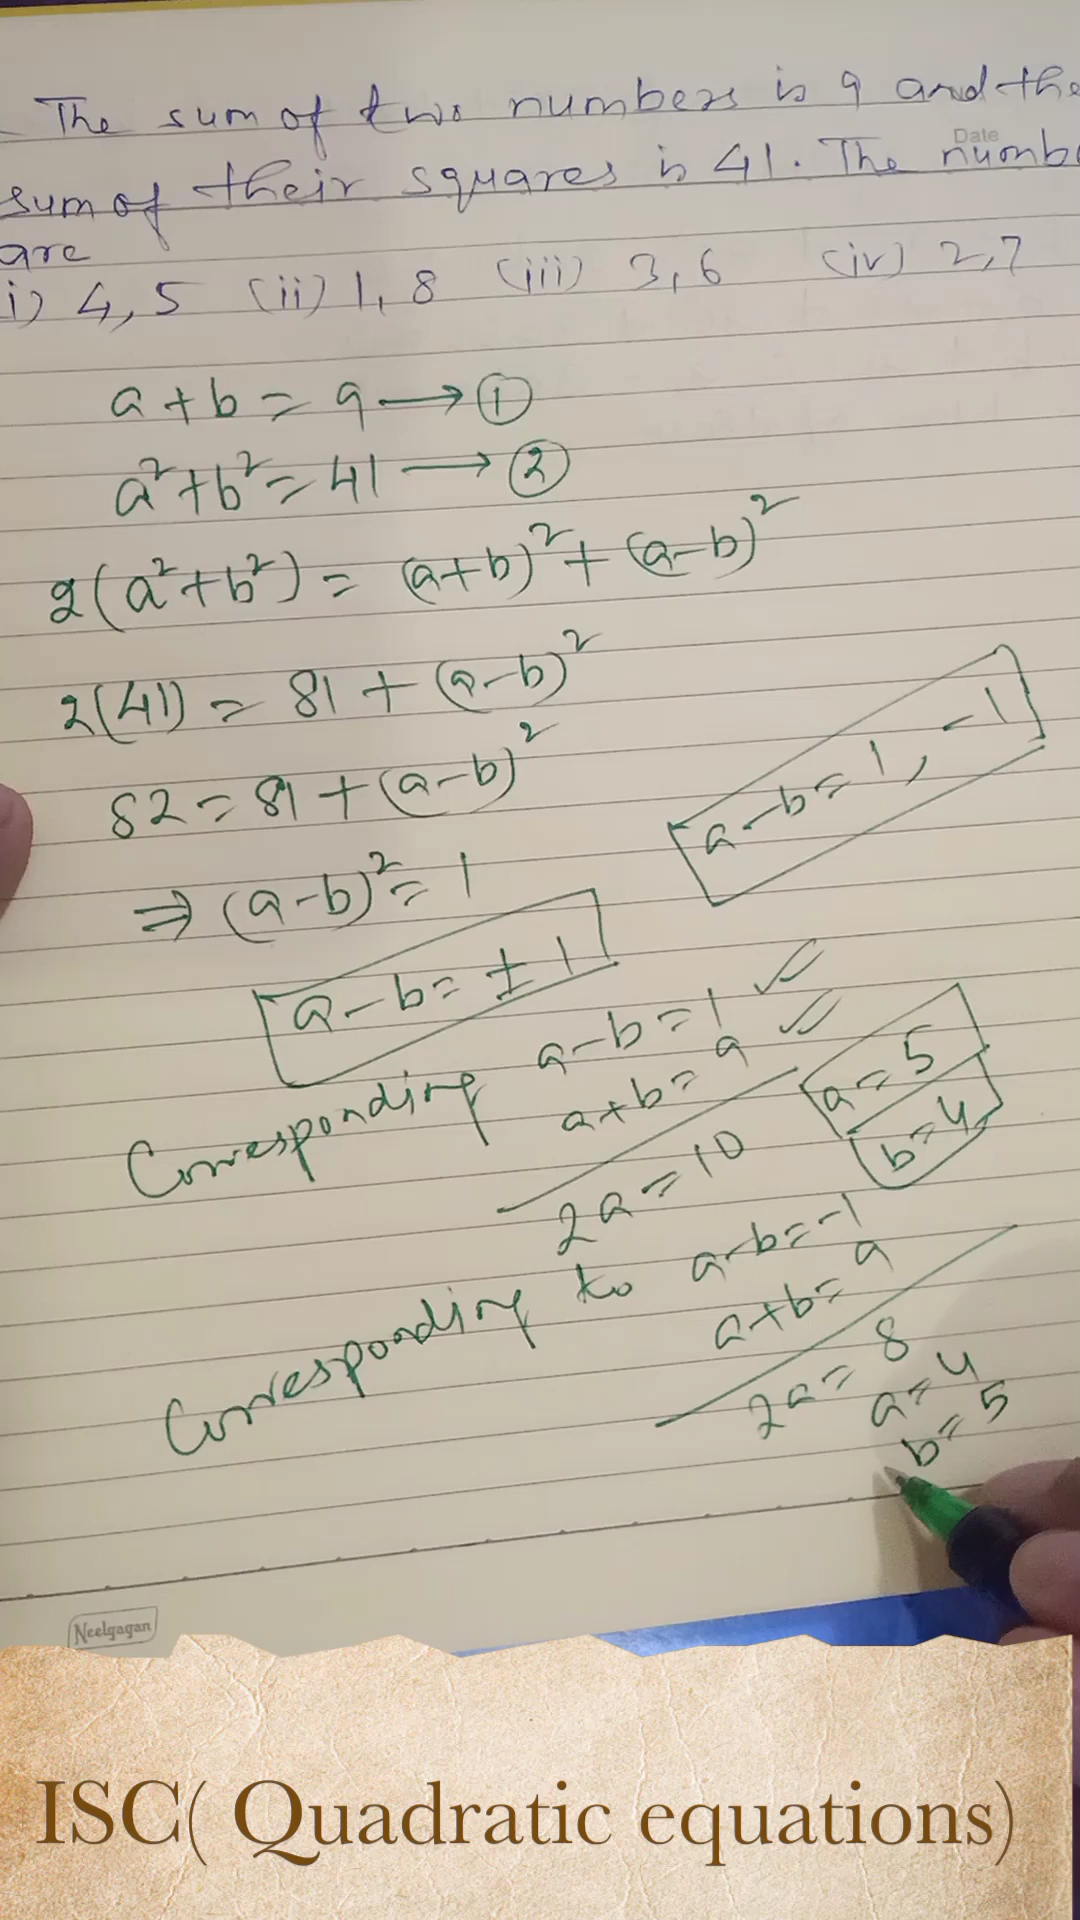 The sum of two numbers is 9 and the
Date
sum of their squares is 41. The numbe
are
i) 4, 5 (ii) 1, 8 (iii) 3, 6 (iv) 2,7
a + b = 9 → ①
a² + b² = 41 → ②
2(a² + b²) = (a+b)² + (a-b)²
2(41) = 81 + (a-b)²
82 = 81 + (a-b)²
a-b = 1, -1
⇒ (a-b)² = 1
a-b = ± 1
Corresponding a-b = 1
a+b = 9
2a = 10
a = 5
b = 4
Corresponding to a-b = -1
a+b = 9
2a = 8
a = 4
b = 5
Neelgagan
ISC( Quadratic equations)